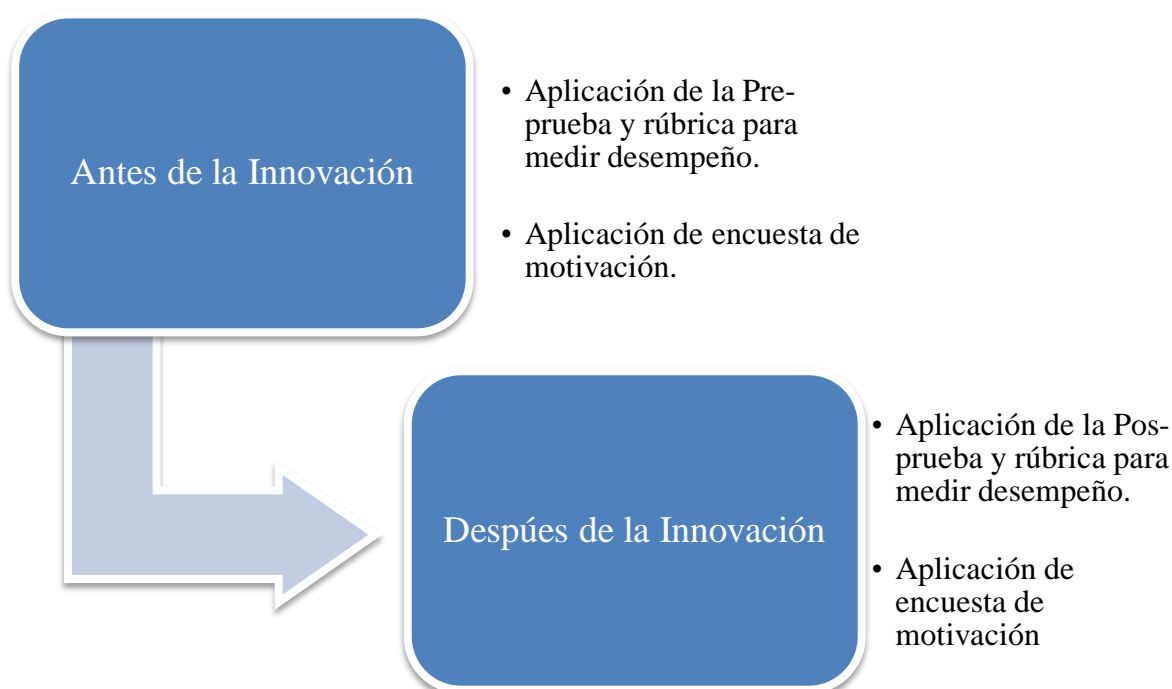 Antes de la Innovación
• Aplicación de la Pre-
prueba y rúbrica para
medir desempeño.
• Aplicación de encuesta de
motivación.
Despúes de la Innovación
• Aplicación de la Pos-
prueba y rúbrica para
medir desempeño.
• Aplicación de
encuesta de
motivación